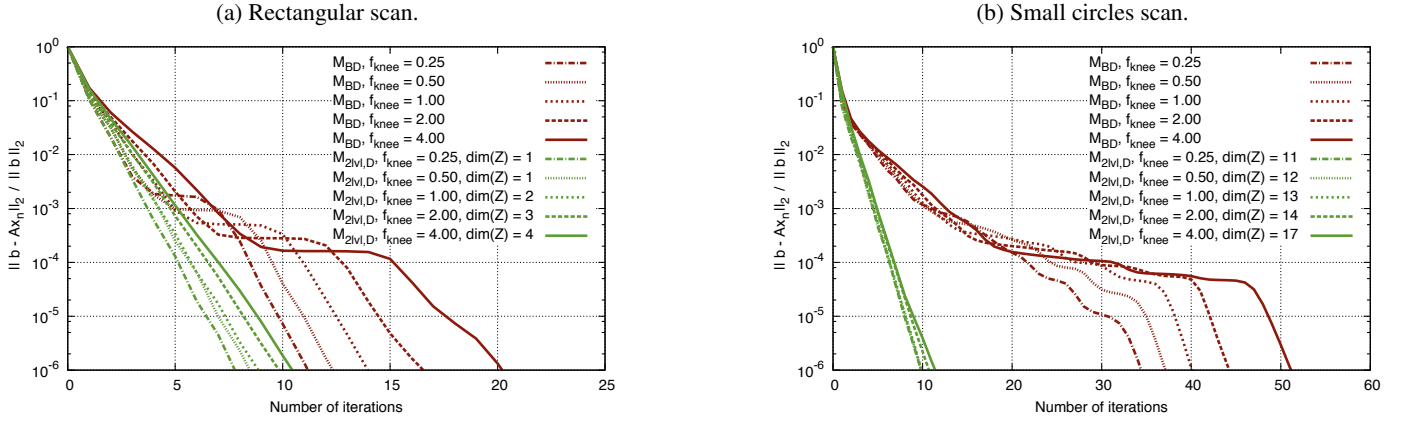 (a) Rectangular scan.
10^0
10^-1
10^-2
10^-3
10^-4
10^-5
10^-6
|| b - Ax_n||_2 / || b ||_2
M_BD, f_knee = 0.25
M_BD, f_knee = 0.50
M_BD, f_knee = 1.00
M_BD, f_knee = 2.00
M_BD, f_knee = 4.00
M_2lvl,D, f_knee = 0.25, dim(Z) = 1
M_2lvl,D, f_knee = 0.50, dim(Z) = 1
M_2lvl,D, f_knee = 1.00, dim(Z) = 2
M_2lvl,D, f_knee = 2.00, dim(Z) = 3
M_2lvl,D, f_knee = 4.00, dim(Z) = 4
0 5 10 15 20 25
Number of iterations
(b) Small circles scan.
10^0
10^-1
10^-2
10^-3
10^-4
10^-5
10^-6
|| b - Ax_n||_2 / || b ||_2
M_BD, f_knee = 0.25
M_BD, f_knee = 0.50
M_BD, f_knee = 1.00
M_BD, f_knee = 2.00
M_BD, f_knee = 4.00
M_2lvl,D, f_knee = 0.25, dim(Z) = 11
M_2lvl,D, f_knee = 0.50, dim(Z) = 12
M_2lvl,D, f_knee = 1.00, dim(Z) = 13
M_2lvl,D, f_knee = 2.00, dim(Z) = 14
M_2lvl,D, f_knee = 4.00, dim(Z) = 17
0 10 20 30 40 50 60
Number of iterations